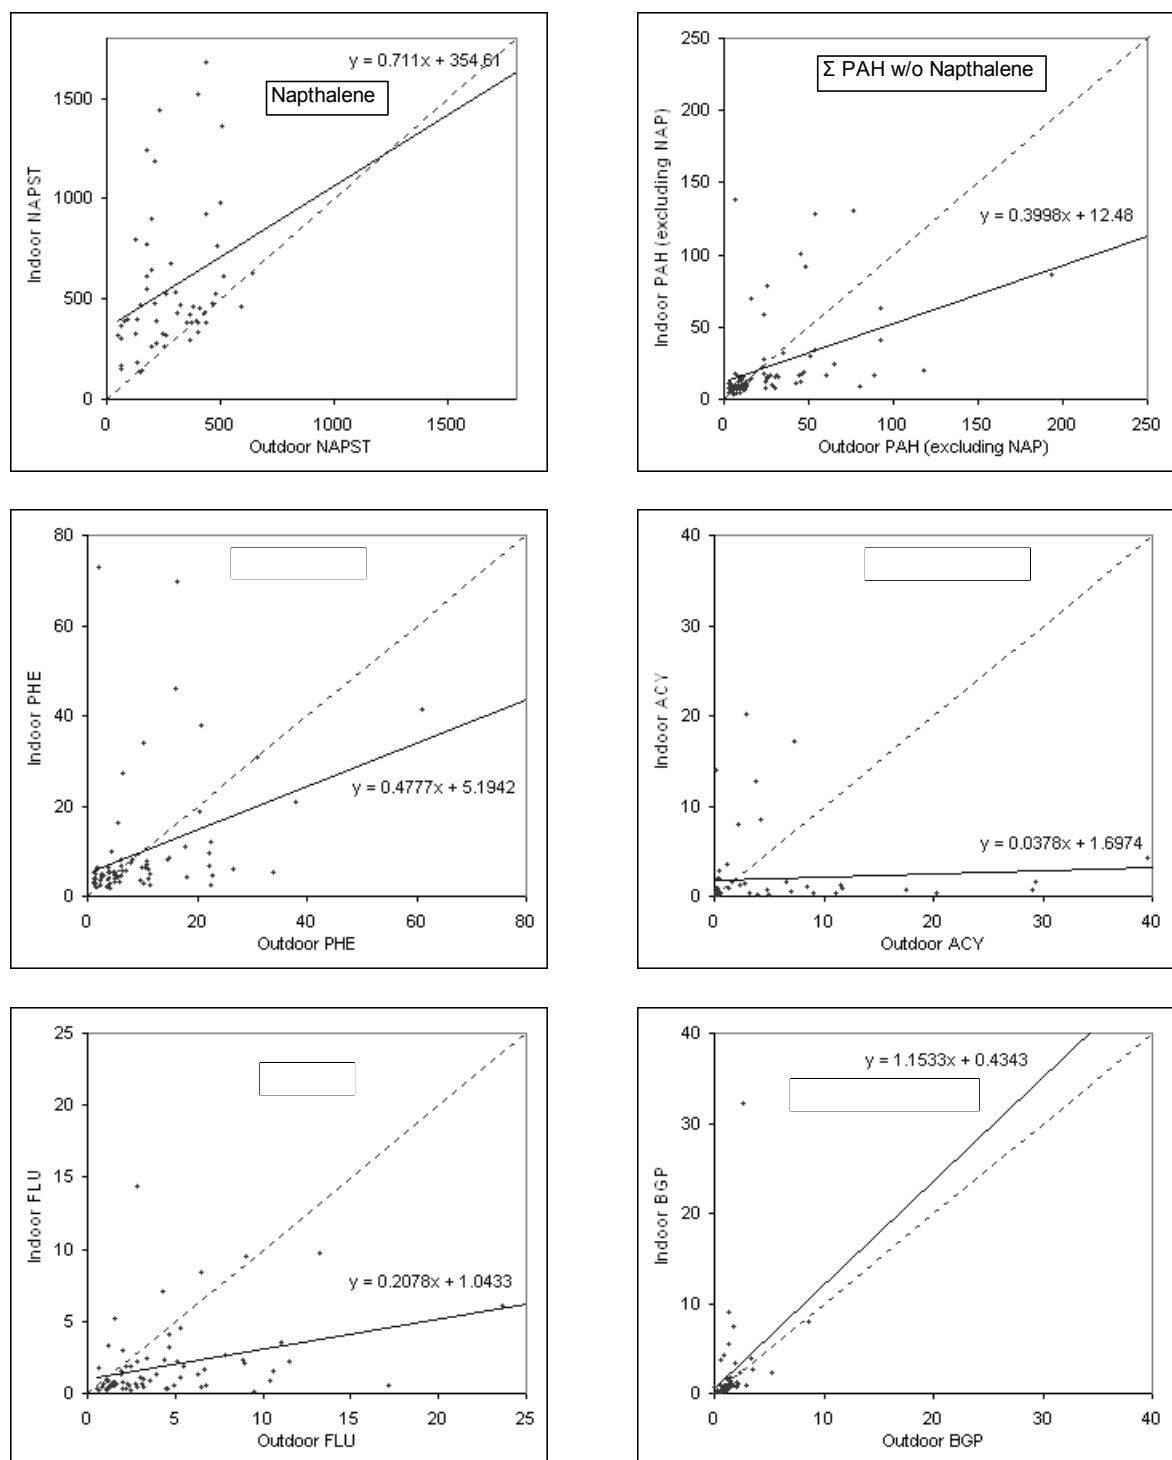 y = 0.711x + 354.61
Napthalene
1500
1000
500
0
0 500 1000 1500
Outdoor NAPST
Indoor NAPST
250
Σ PAH w/o Napthalene
200
150
y = 0.3998x + 12.48
100
50
0
0 50 100 150 200 250
Outdoor PAH (excluding NAP)
Indoor PAH (excluding NAP)
80
60
40
y = 0.4777x + 5.1942
20
0
0 20 40 60 80
Outdoor PHE
Indoor PHE
40
30
20
10
y = 0.0378x + 1.6974
0
0 10 20 30 40
Outdoor ACY
Indoor ACY
25
20
15
10
y = 0.2078x + 1.0433
5
0
0 5 10 15 20 25
Outdoor FLU
Indoor FLU
40
y = 1.1533x + 0.4343
30
20
10
0
0 10 20 30 40
Outdoor BGP
Indoor BGP